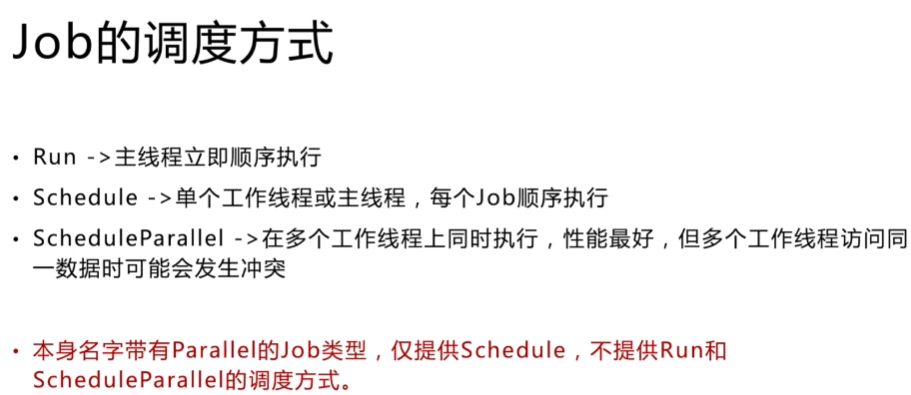 Job的调度方式
• Run ->主线程立即顺序执行
• Schedule ->单个工作线程或主线程，每个Job顺序执行
• ScheduleParallel ->在多个工作线程上同时执行，性能最好，但多个工作线程访问同
一数据时可能会发生冲突
• 本身名字带有Parallel的Job类型，仅提供Schedule，不提供Run和
ScheduleParallel的调度方式。